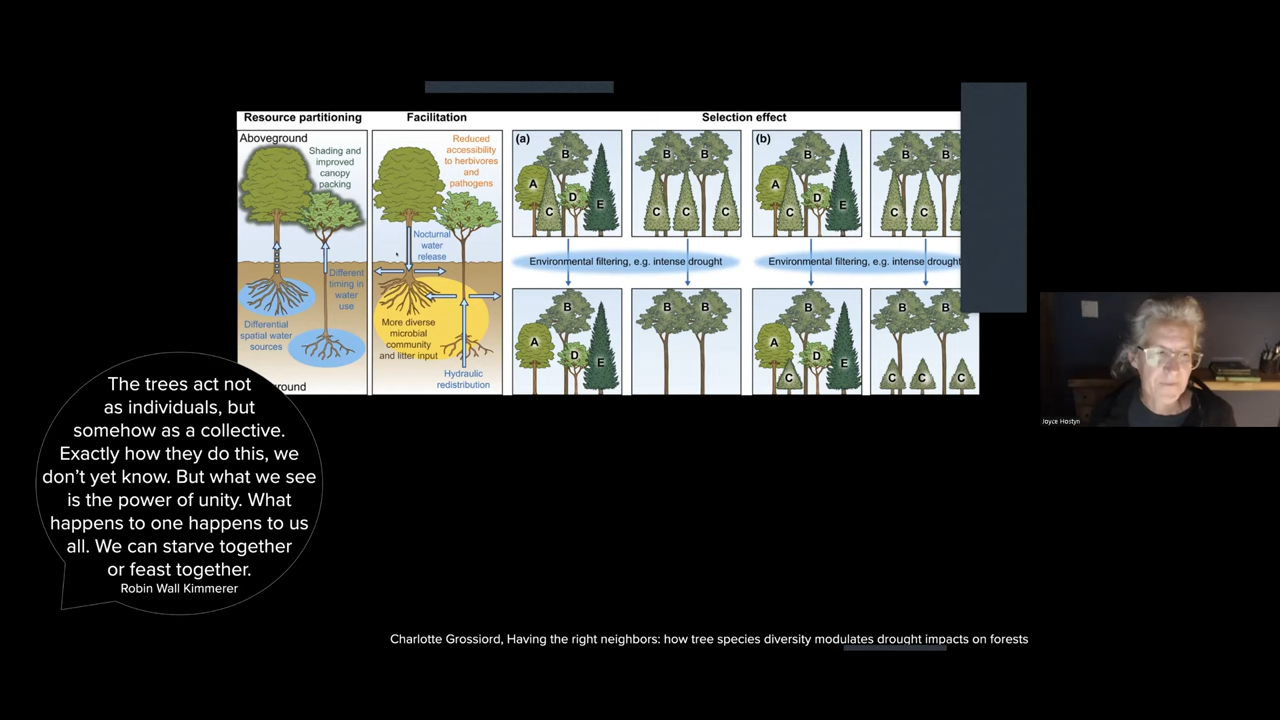 Resource partitioning
Facilitation
Selection effect
Aboveground
Shading and
improved
canopy
packing
Different
timing in
water
use
Differential
spatial water
sources
ground
Reduced
accessibility
to herbivores
and
pathogens
Nocturnal
water
release
More diverse
microbial
community
and litter input
Hydraulic
redistribution
(a)
A
B
C
D
E
B
B
C
C
C
Environmental filtering, e.g. intense drought
A
B
D
E
B
B
(b)
A
B
C
D
E
B
B
C
C
Environmental filtering, e.g. intense drought
A
B
C
D
E
B
B
C
C
C
The trees act not
as individuals, but
somehow as a collective.
Exactly how they do this, we
don't yet know. But what we see
is the power of unity. What
happens to one happens to us
all. We can starve together
or feast together.
Robin Wall Kimmerer
Joyce Hostyn
Charlotte Grossiord, Having the right neighbors: how tree species diversity modulates drought impacts on forests